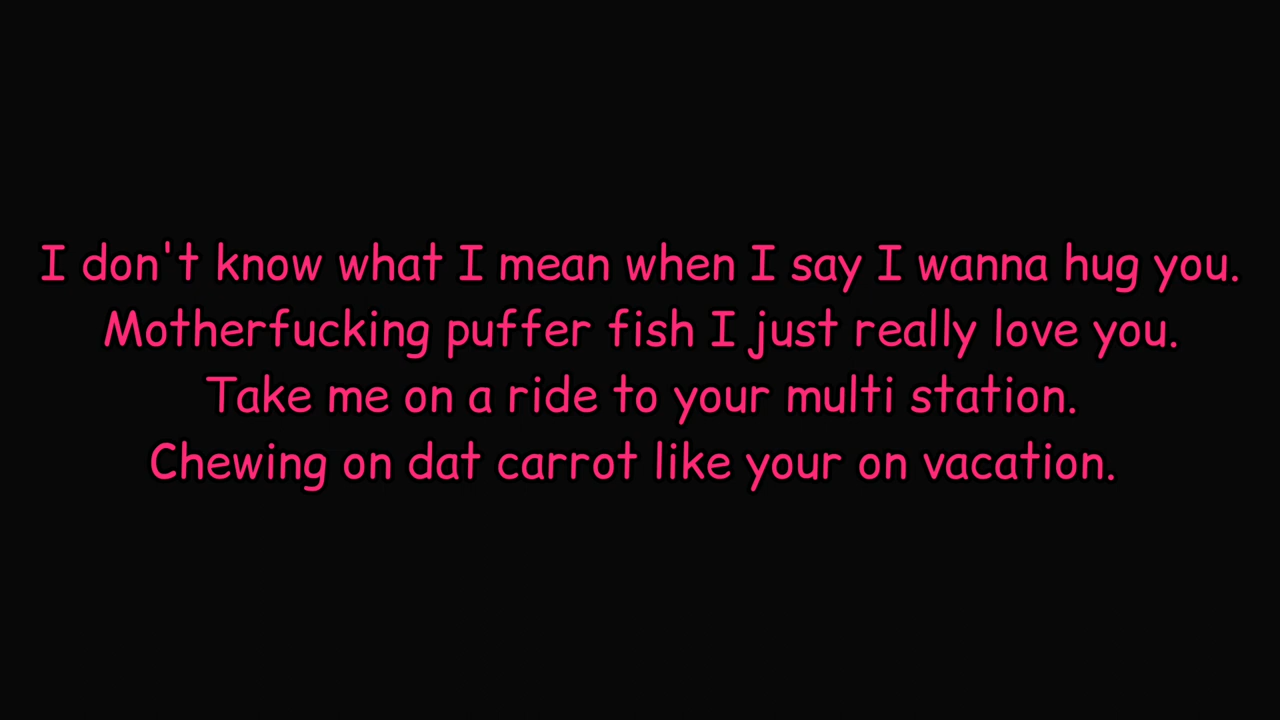 I don't know what I mean when I say I wanna hug you.
Motherfucking puffer fish I just really love you.
Take me on a ride to your multi station.
Chewing on dat carrot like your on vacation.